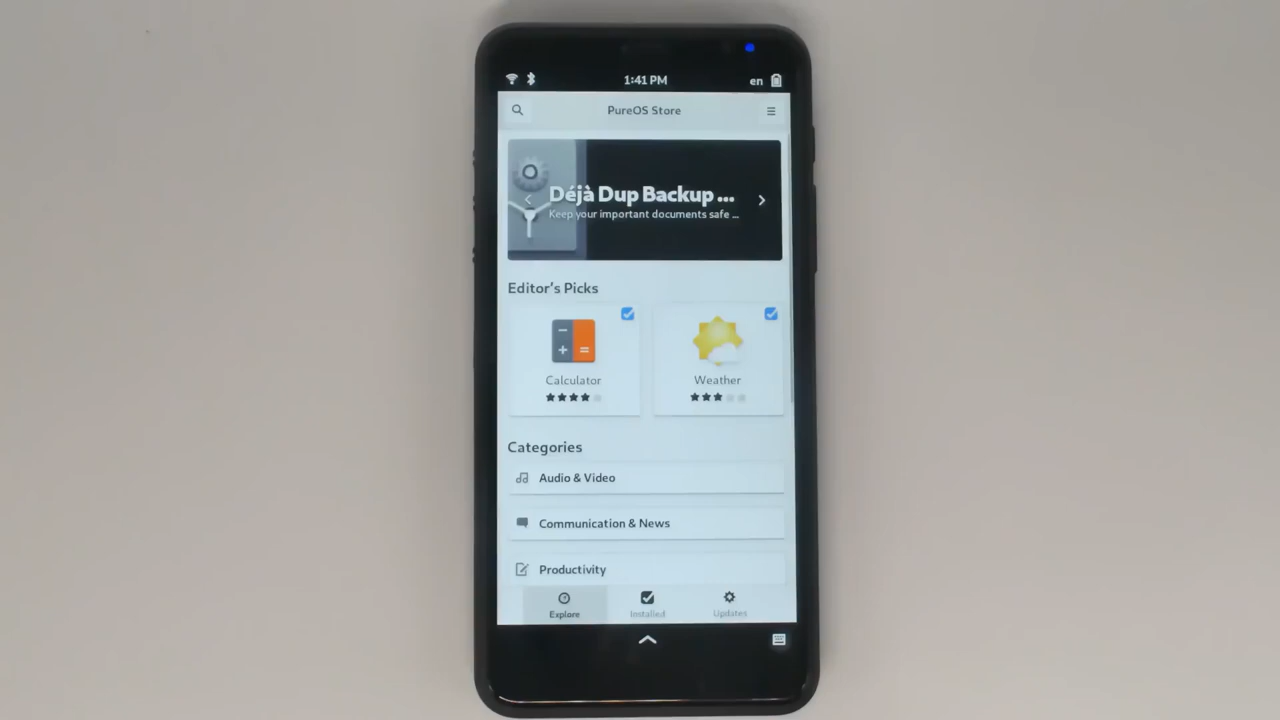 1:41 PM
en
PureOS Store
Déjà Dup Backup ...
Keep your important documents safe ...
Editor's Picks
Calculator
Weather
Categories
Audio & Video
Communication & News
Productivity
Explore
Installed
Updates